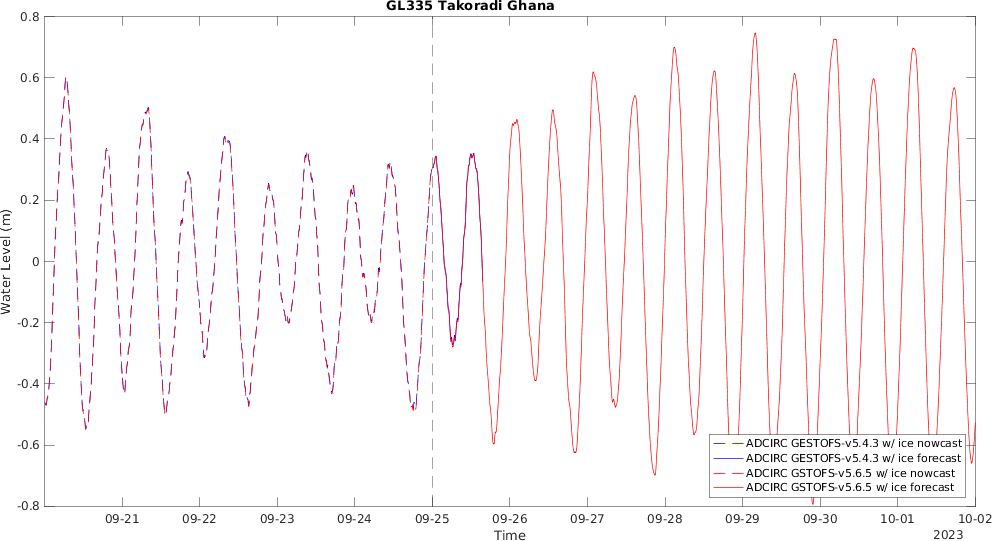 GL335 Takoradi Ghana
0.8
0.6
0.4
0.2
0
-0.2
-0.4
-0.6
-0.8
Water Level (m)
ADCIRC GESTOFS-v5.4.3 w/ ice nowcast
ADCIRC GESTOFS-v5.4.3 w/ ice forecast
ADCIRC GSTOFS-v5.6.5 w/ ice nowcast
ADCIRC GSTOFS-v5.6.5 w/ ice forecast
09-21 09-22 09-23 09-24 09-25 09-26 09-27 09-28 09-29 09-30 10-01 10-02
Time
2023